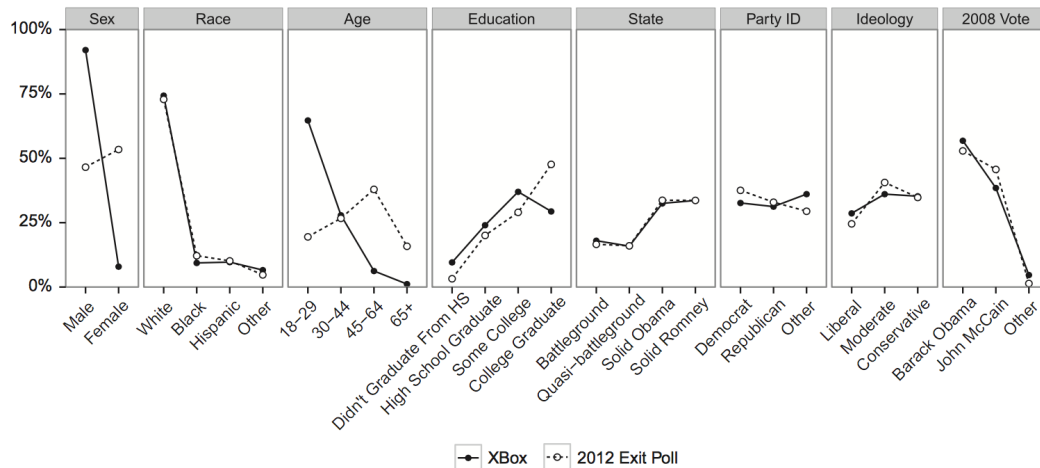 Sex Race Age Education State Party ID Ideology 2008 Vote
100%
75%
50%
25%
0%
Male
Female
White
Black
Hispanic
Other
18–29
30–44
45–64
65+
Didn't Graduate From HS
High School Graduate
Some College
College Graduate
Battleground
Quasi–battleground
Solid Obama
Solid Romney
Democrat
Republican
Other
Liberal
Moderate
Conservative
Barack Obama
John McCain
Other
XBox 2012 Exit Poll